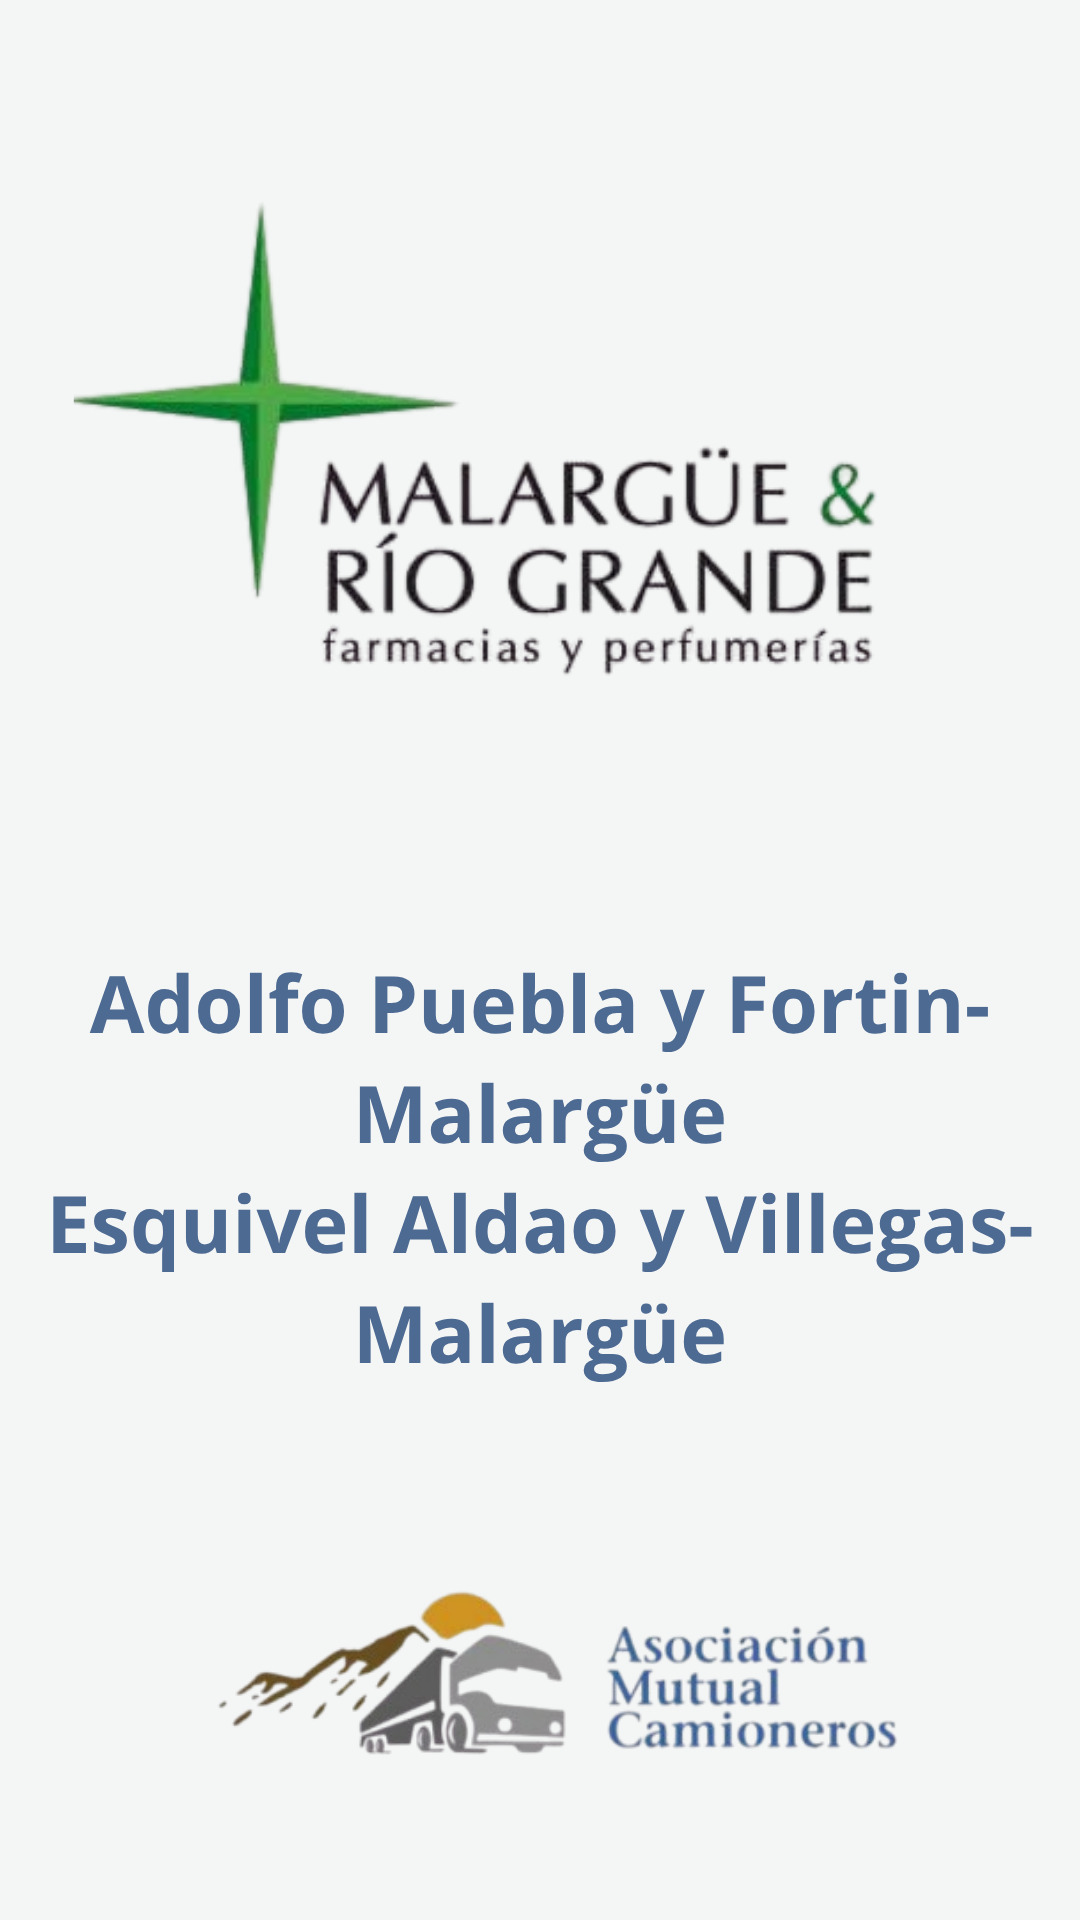 MALARGÜE &
RÍO GRANDE
farmacias y perfumerías
Adolfo Puebla y Fortin-
Malargüe
Esquivel Aldao y Villegas-
Malargüe
Asociación
Mutual
Camioneros